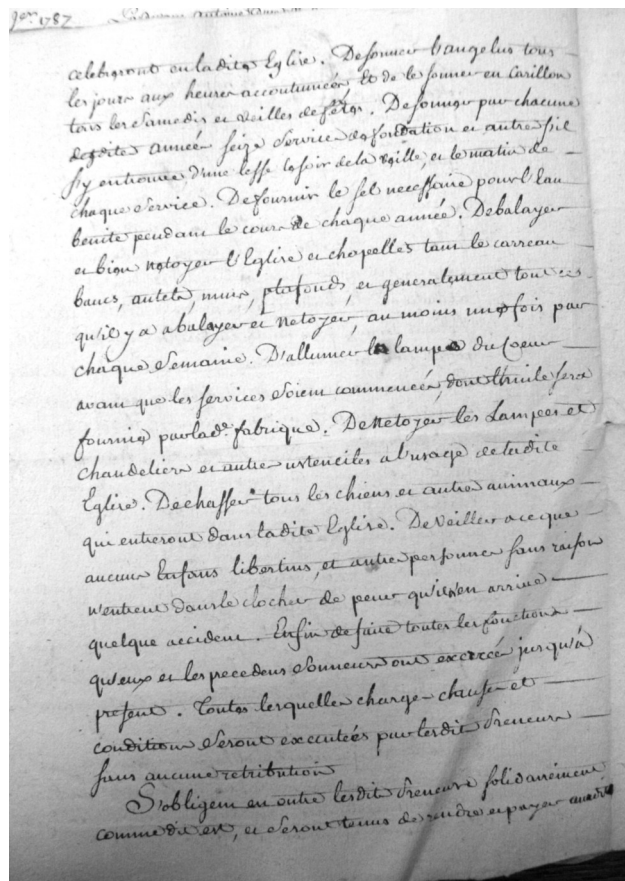 Jen. 1787
celebreront en ladite Eglise. De sonner l'angelus tous
les jours aux heures accoutumées Et de le sonner en carillon
tous les samedis et veilles de fêtes. De sonner par chacune
desdites années seize services de fondation et autres s'il
s'y en trouve, d'une lesse le soir de la veille, et le matin de
chaque service. De fournir le sel necessaire pour l'Eau
benite pendant le cours de chaque année. De balayer
et bien netoyer l'Eglise et chapelles tant le carreau
bancs, autels, murs, plafonds, et generalement tout ce
qu'il y a a balayer et netoyer, au moins une fois par
chaque semaine. D'allumer la lampe du Coeur
avant que les services soient commencés, dont l'huile sera
fournie par lad. fabrique. De netoyer les Lampes et
chandeliers et autres ustenciles a l'usage de ladite
Eglise. De chasser tous les chiens et autres animaux
qui entreront dans ladite Eglise. De veiller a ce que
aucuns Enfans libertins, et autres personnes sans raison
n'entrent dans le clocher de peur qu'il n'en arrive
quelque accident. Enfin de faire toutes les fonctions
qu'eux et les precedens sonneurs ont excercé jusqu'à
present. Toutes lesquelles charges clauses et
conditions seront executées par lesdits preneurs
sans aucune retribution
S'obligent en outre lesdits preneurs solidairement
comme dit est, et seront tenus de rendre et payer